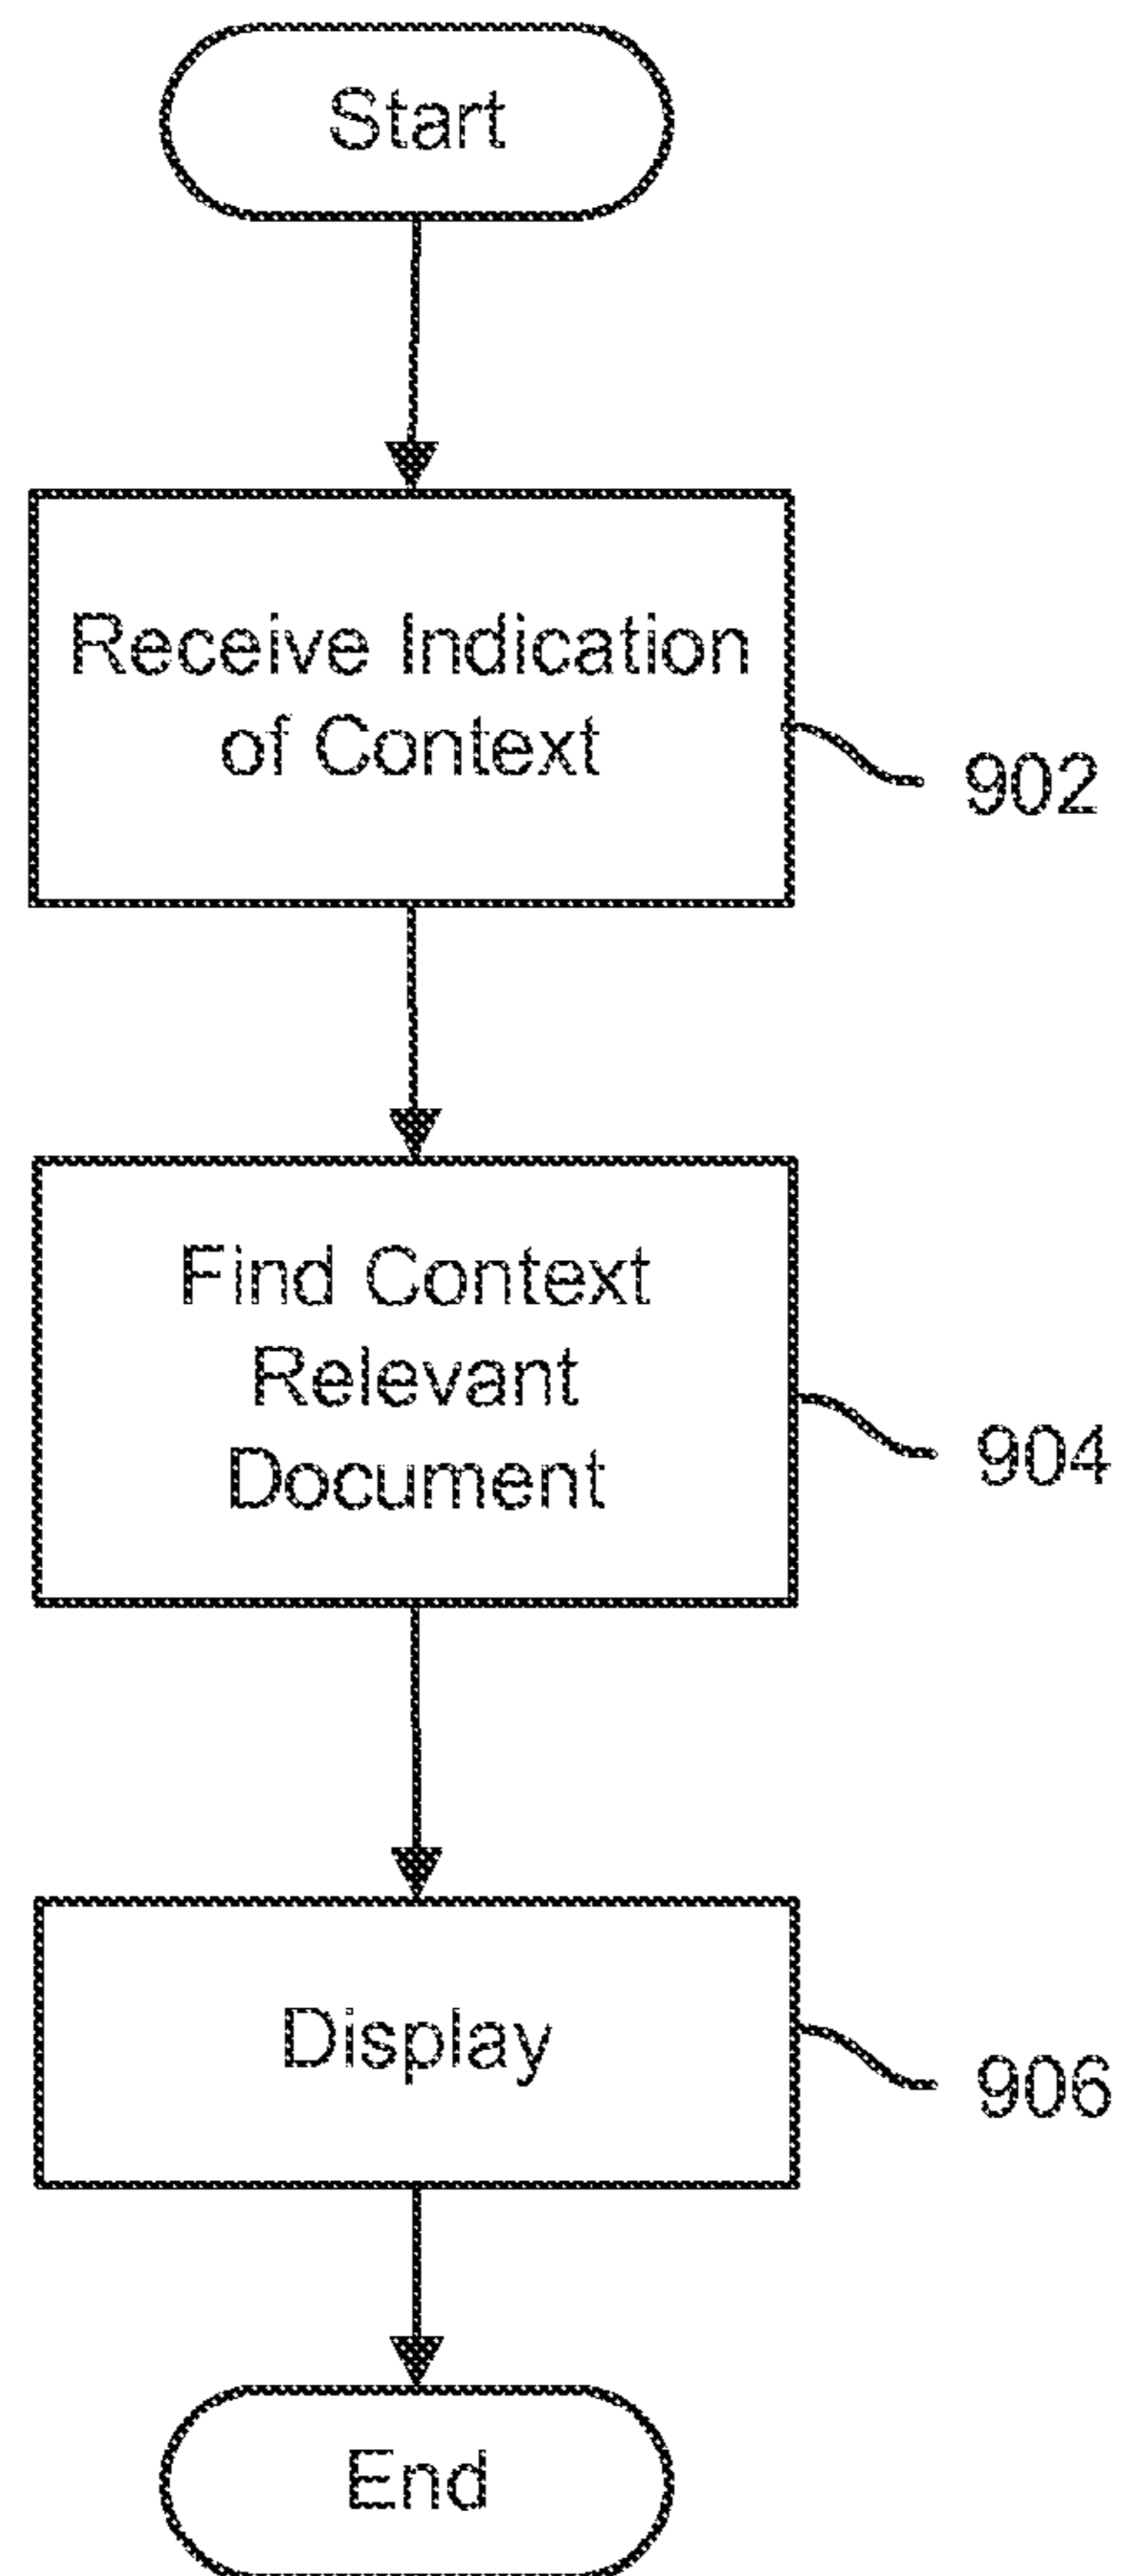 Start
Receive Indication
of Context
902
Find Context
Relevant
Document
904
Display
906
End